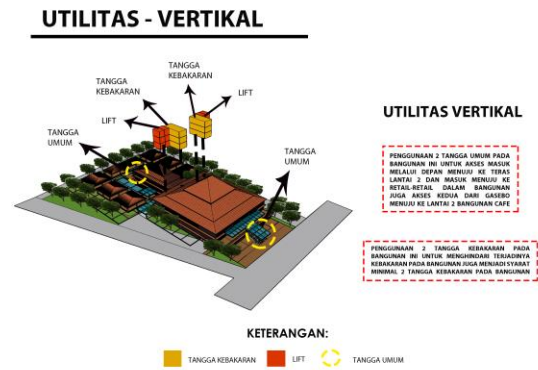 UTILITAS - VERTIKAL
TANGGA
KEBAKARAN
TANGGA
KEBAKARAN
LIFT
LIFT
TANGGA
UMUM
TANGGA
UMUM
UTILITAS VERTIKAL
PENGGUNAAN 2 TANGGA UMUM PADA
BANGUNAN INI UNTUK AKSES MASUK
MELALUI DEPAN MENUJU KE TERAS
LANTAI 2 DAN MASUK MENUJU KE
RETAIL-RETAIL DALAM BANGUNAN
JUGA AKSES KEDUA DARI GASEBO
MENUJU KE LANTAI 2 BANGUNAN CAFE
PENGGUNAAN 2 TANGGA KEBAKARAN PADA
BANGUNAN INI UNTUK MENGHINDARI TERJADINYA
KEBAKARAN PADA BANGUNAN JUGA MENJADI SYARAT
MINIMAL 2 TANGGA KEBAKARAN PADA BANGUNAN
KETERANGAN:
TANGGA KEBAKARAN
LIFT
TANGGA UMUM